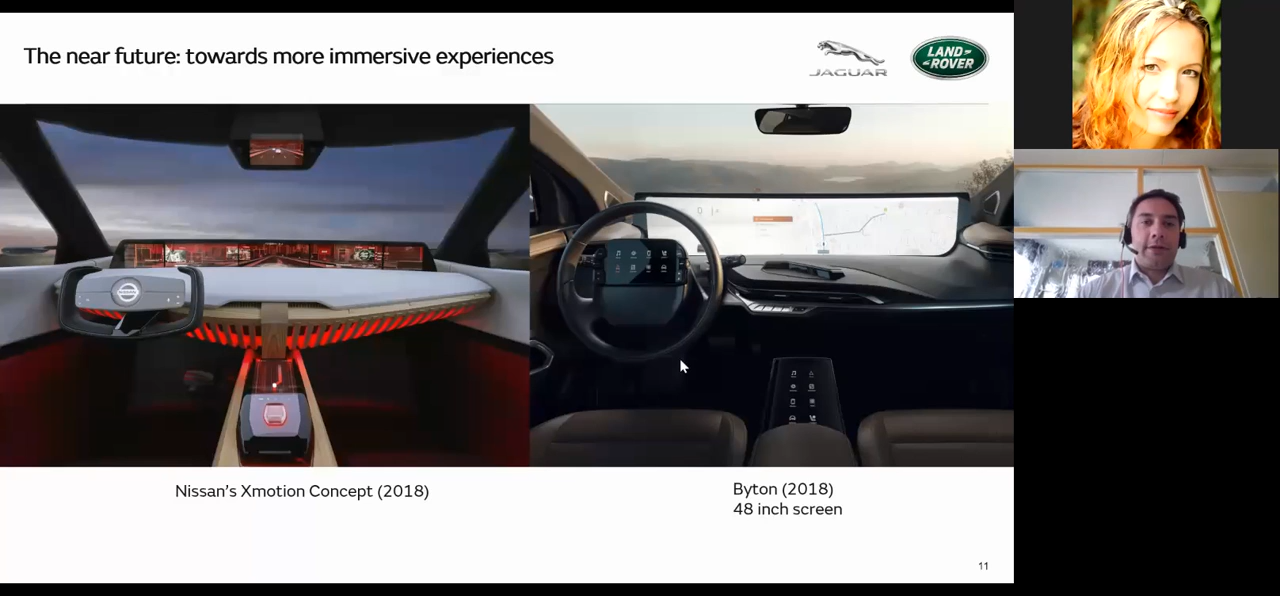 The near future: towards more immersive experiences
JAGUAR
LAND
ROVER
NISSAN
Nissan's Xmotion Concept (2018)
Byton (2018)
48 inch screen
11